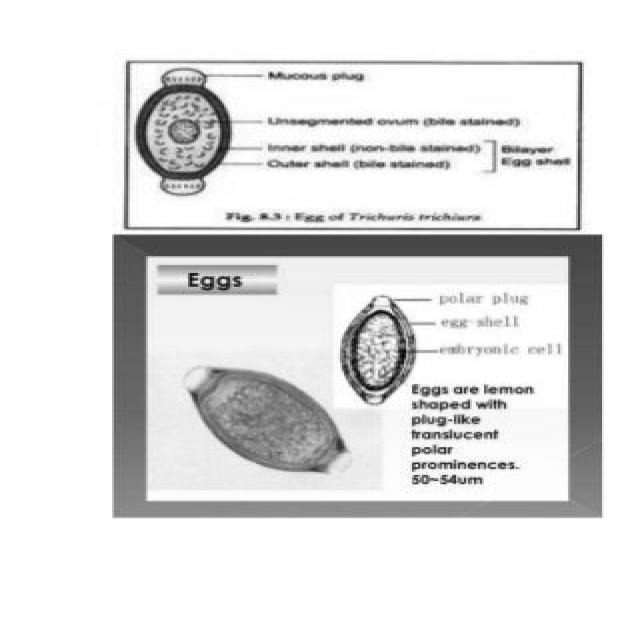 Mucous plug
Unsegmented ovum (bile stained)
Inner shell (non-bile stained)
Outer shell (bile stained)
Bilayer
Egg shell
Fig. 8.3 : Egg of Trichuris trichiura
Eggs
polar plug
egg-shell
embryonic cell
Eggs are lemon
shaped with
plug-like
translucent
polar
prominences.
50~54um